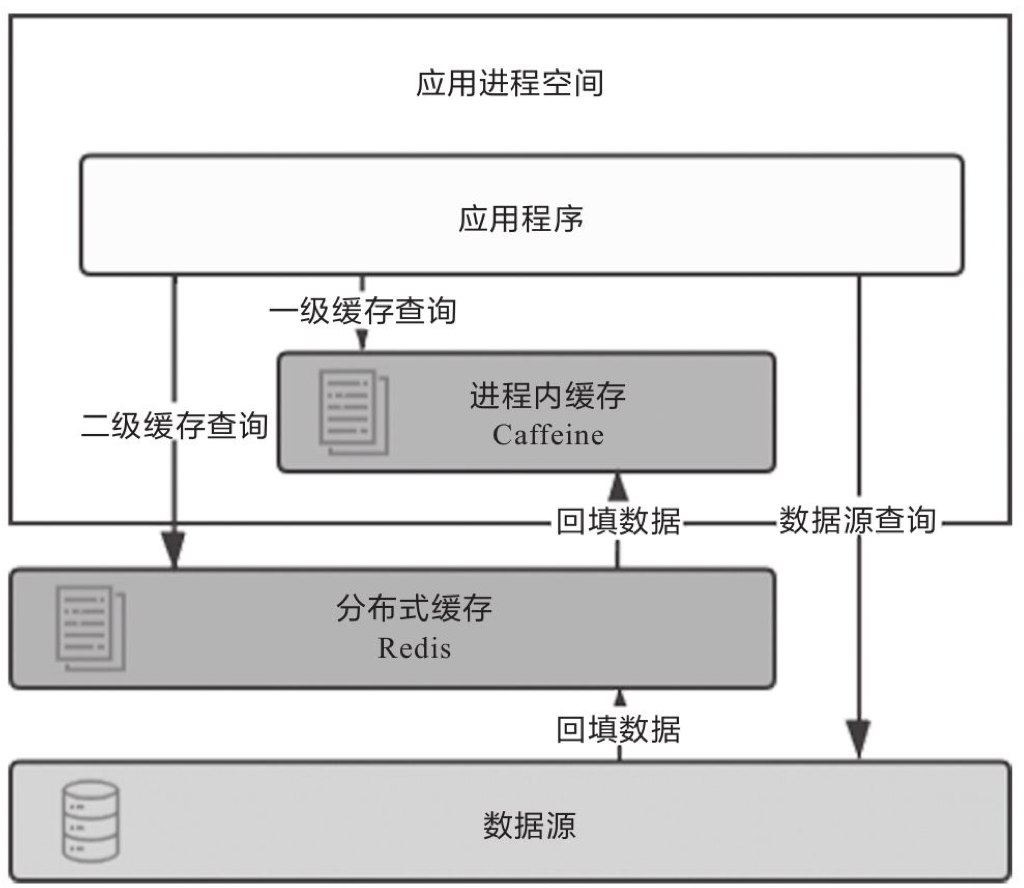 应用进程空间
应用程序
一级缓存查询
进程内缓存
Caffeine
二级缓存查询
回填数据
数据源查询
分布式缓存
Redis
回填数据
数据源